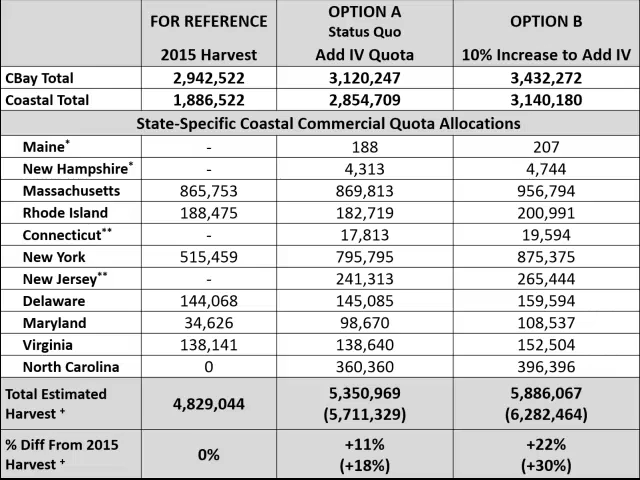 FOR REFERENCE OPTION A OPTION B
Status Quo
2015 Harvest Add IV Quota 10% Increase to Add IV
CBay Total 2,942,522 3,120,247 3,432,272
Coastal Total 1,886,522 2,854,709 3,140,180
State-Specific Coastal Commercial Quota Allocations
Maine* - 188 207
New Hampshire* - 4,313 4,744
Massachusetts 865,753 869,813 956,794
Rhode Island 188,475 182,719 200,991
Connecticut** - 17,813 19,594
New York 515,459 795,795 875,375
New Jersey** - 241,313 265,444
Delaware 144,068 145,085 159,594
Maryland 34,626 98,670 108,537
Virginia 138,141 138,640 152,504
North Carolina 0 360,360 396,396
Total Estimated 5,350,969 5,886,067
Harvest + 4,829,044 (5,711,329) (6,282,464)
% Diff From 2015 +11% +22%
Harvest + 0% (+18%) (+30%)